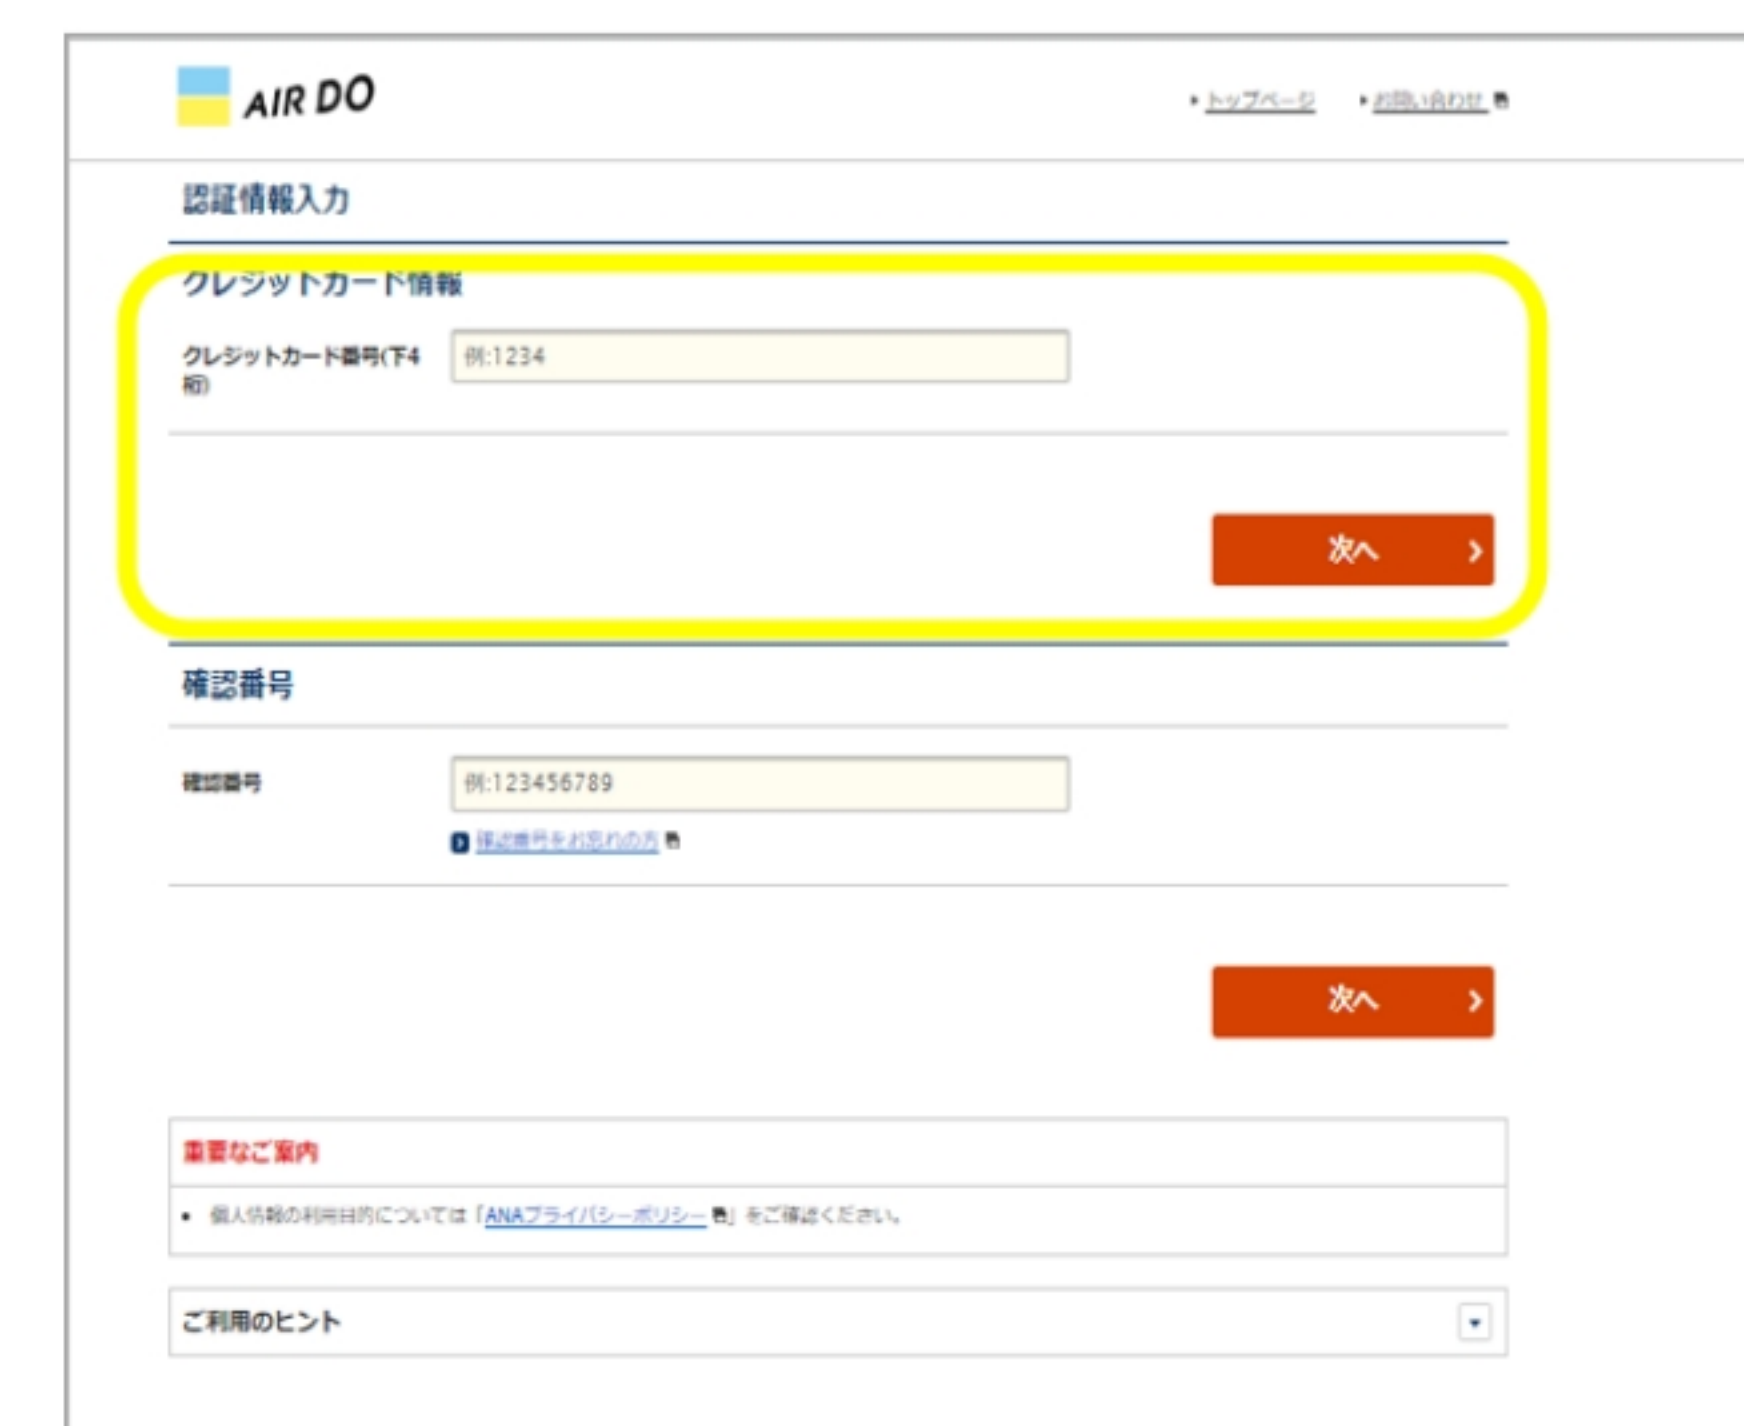 AIR DO
トップページ
お問い合わせ
認証情報入力
クレジットカード情報
クレジットカード番号(下4
桁)
例:1234
次へ
確認番号
確認番号
例:123456789
確認番号をお忘れの方
次へ
重要なご案内
• 個人情報の利用目的については「ANAプライバシーポリシー」をご確認ください。
ご利用のヒント